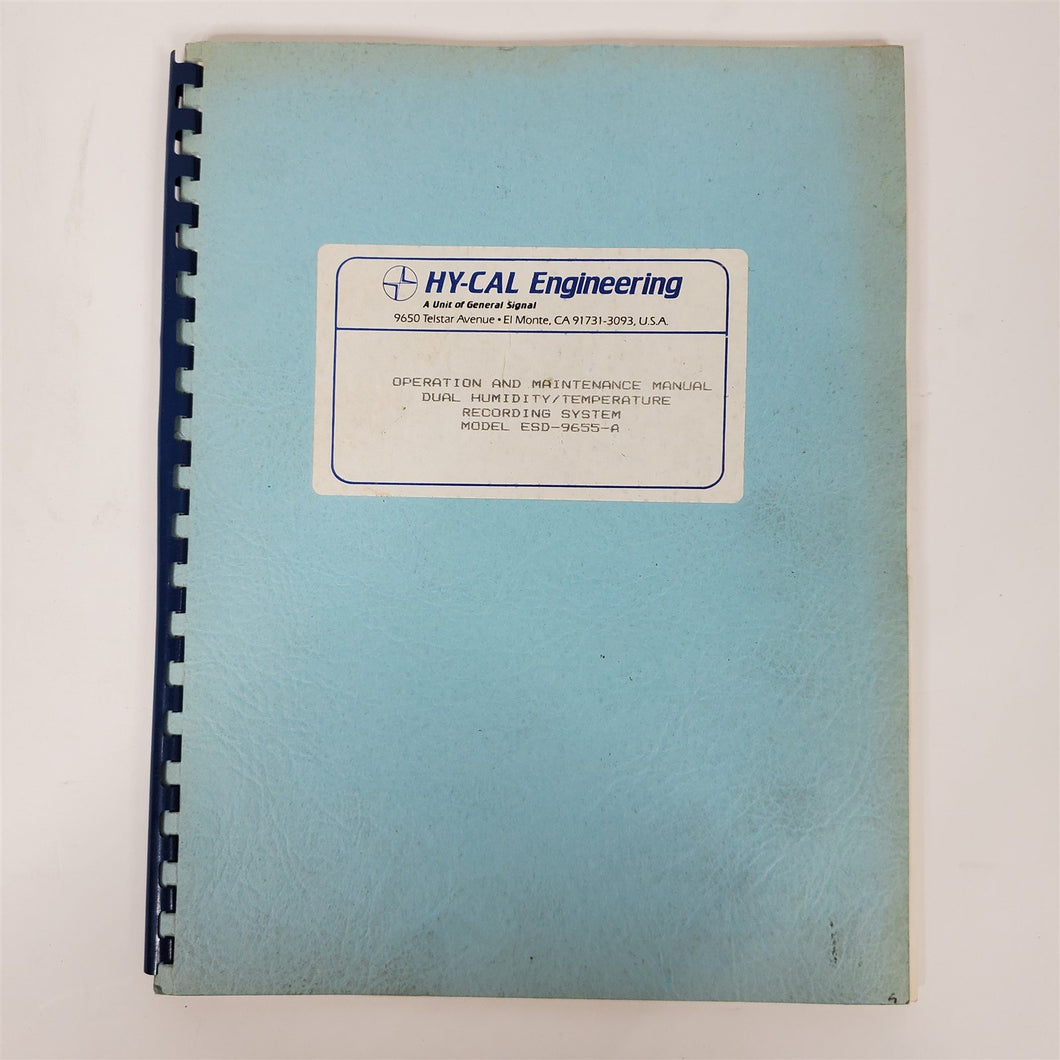 HY-CAL Engineering
A Unit of General Signal
9650 Telstar Avenue • El Monte, CA 91731-3093, U.S.A.
OPERATION AND MAINTENANCE MANUAL
DUAL HUMIDITY/TEMPERATURE
RECORDING SYSTEM
MODEL ESD-9655-A